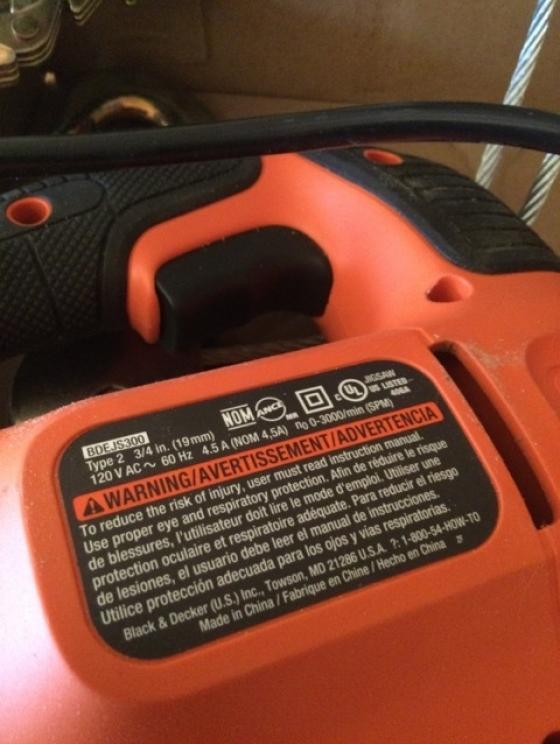 BDEJS300
Type 2 3/4 in. (19mm) NOM ANCE c UL US LISTED JIGSAW 406A
120 V AC ~ 60 Hz 4.5 A (NOM 4,5A) n0 0-3000/min (SPM)
WARNING/AVERTISSEMENT/ADVERTENCIA
To reduce the risk of injury, user must read instruction manual.
Use proper eye and respiratory protection. Afin de réduire le risque
de blessures, l'utilisateur doit lire le mode d'emploi. Utiliser une
protection oculaire et respiratoire adéquate. Para reducir el riesgo
de lesiones, el usuario debe leer el manual de instrucciones.
Utilice protección adecuada para los ojos y vias respiratorias.
Black & Decker (U.S.) Inc., Towson, MD 21286 U.S.A. ?: 1-800-54-HOW-TO
Made in China / Fabriqué en Chine / Hecho en China